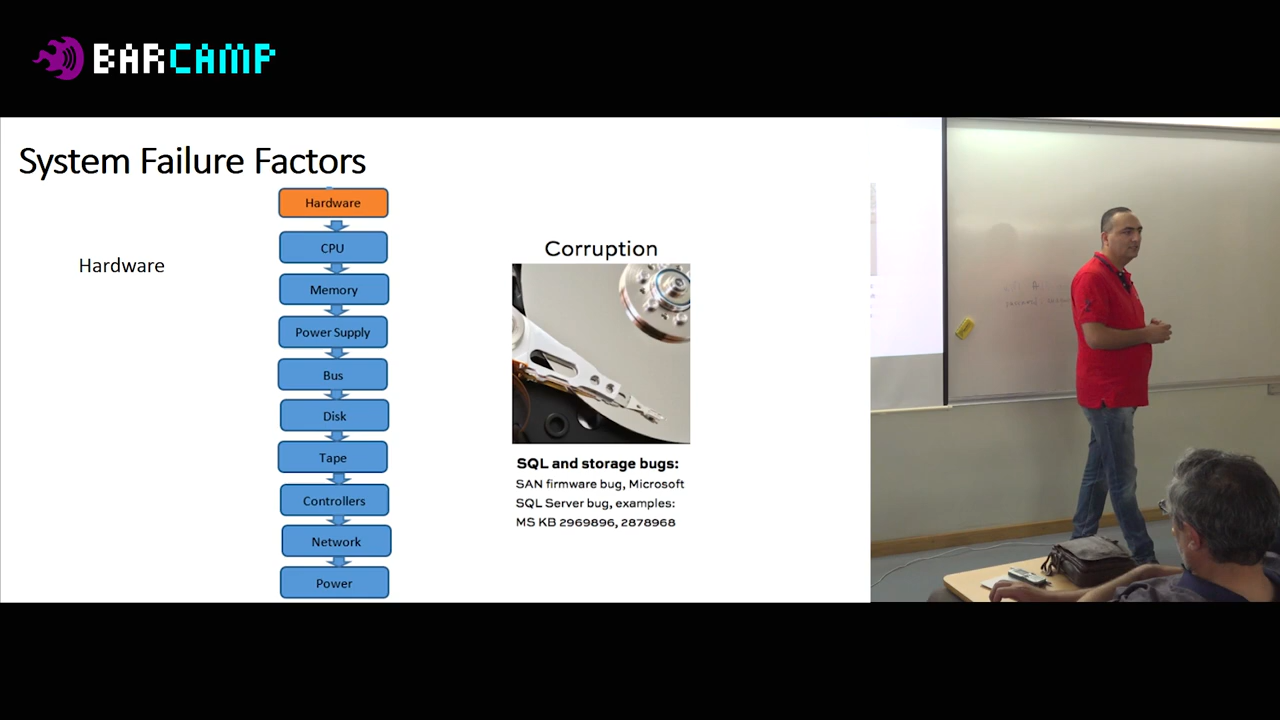 BARCAMP
System Failure Factors
Hardware
Hardware
CPU
Memory
Power Supply
Bus
Disk
Tape
Controllers
Network
Power
Corruption
SQL and storage bugs:
SAN firmware bug, Microsoft
SQL Server bug, examples:
MS KB 2969896, 2878968